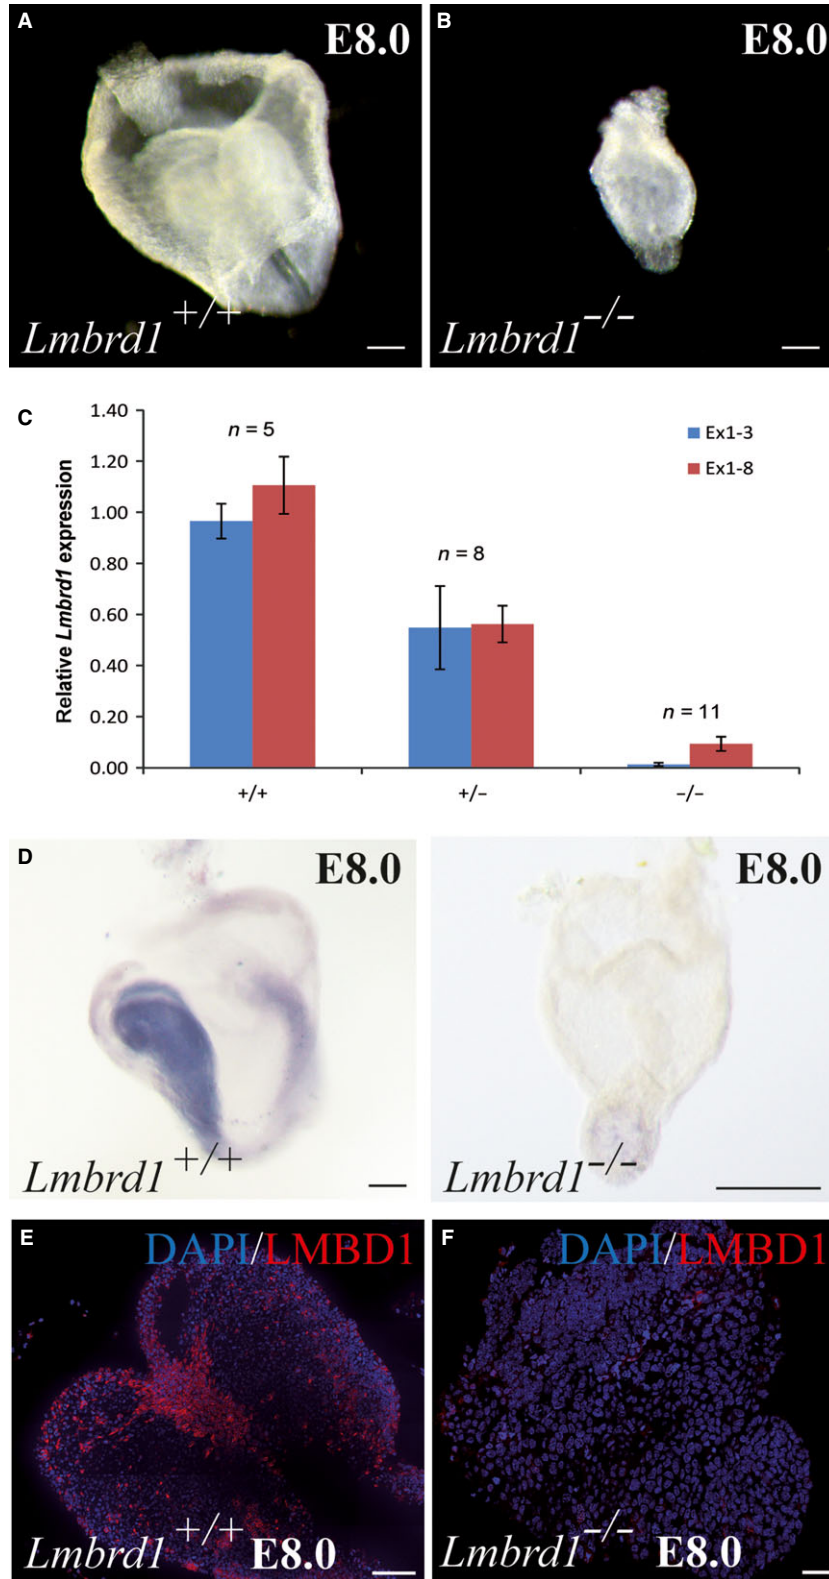 A
E8.0
Lmbrd1 +/+
B
E8.0
Lmbrd1 −/−
C
Relative Lmbrd1 expression
1.40
1.20
1.00
0.80
0.60
0.40
0.20
0.00
n = 5
n = 8
n = 11
Ex1-3
Ex1-8
+/+
+/−
−/−
D
E8.0
Lmbrd1 +/+
E8.0
Lmbrd1 −/−
E
DAPI/LMBD1
Lmbrd1 +/+ E8.0
F
DAPI/LMBD1
Lmbrd1 −/− E8.0